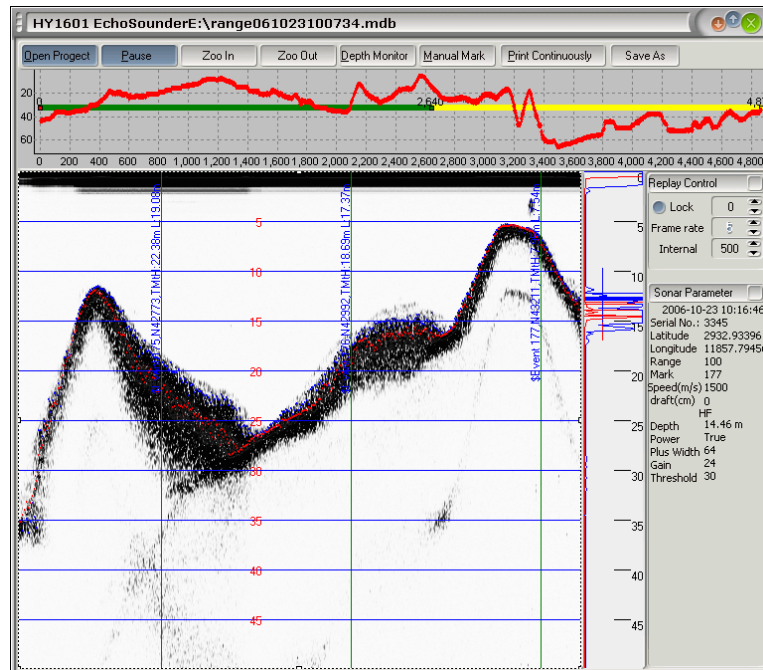 HY1601 EchoSounderE:\range061023100734.mdb
Open Progect Pause Zoo In Zoo Out Depth Monitor Manual Mark Print Continuously Save As
20
40
60
0 2,640
0 200 400 600 800 1,000 1,200 1,400 1,600 1,800 2,000 2,200 2,400 2,600 2,800 3,000 3,200 3,400 3,600 3,800 4,000 4,200 4,400 4,600 4,800
5
10
15
20
25
30
35
40
45
5
10
15
20
25
30
35
40
45
Replay Control
Lock 0
Frame rate 5
Internal 500
Sonar Parameter
2006-10-23 10:16:46
Serial No.: 3345
Latitude 2932.93396
Longitude 11857.7945
Range 100
Mark 177
Speed(m/s) 1500
draft(cm) 0
HF
Depth 14.46 m
Power True
Plus Width 64
Gain 24
Threshold 30